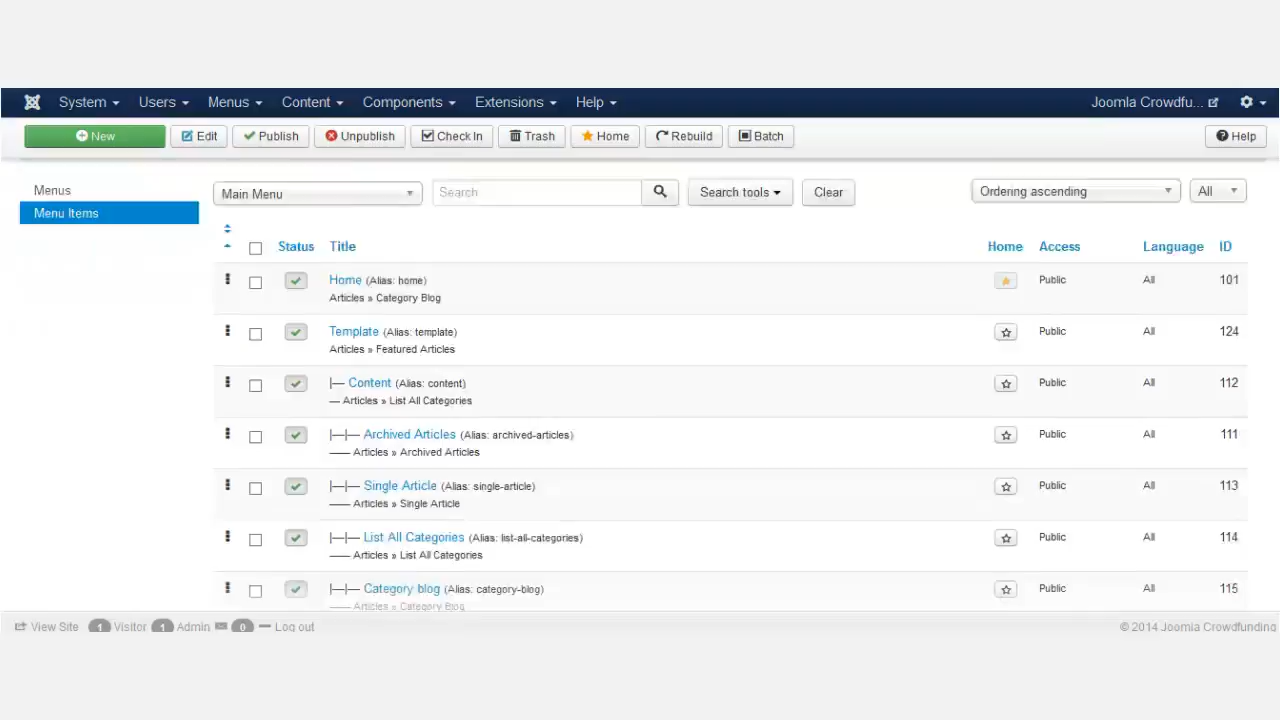 System Users Menus Content Components Extensions Help Joomla Crowdfu...
New Edit Publish Unpublish Check In Trash Home Rebuild Batch Help
Menus
Menu Items
Main Menu Search Search tools Clear Ordering ascending All
Status Title Home Access Language ID
Home (Alias: home) Public All 101
Articles » Category Blog
Template (Alias: template) Public All 124
Articles » Featured Articles
|— Content (Alias: content) Public All 112
— Articles » List All Categories
|—|— Archived Articles (Alias: archived-articles) Public All 111
—— Articles » Archived Articles
|—|— Single Article (Alias: single-article) Public All 113
—— Articles » Single Article
|—|— List All Categories (Alias: list-all-categories) Public All 114
—— Articles » List All Categories
|—|— Category blog (Alias: category-blog) Public All 115
—— Articles » Category Blog
View Site 1 Visitor 1 Admin 0 Log out © 2014 Joomla Crowdfunding